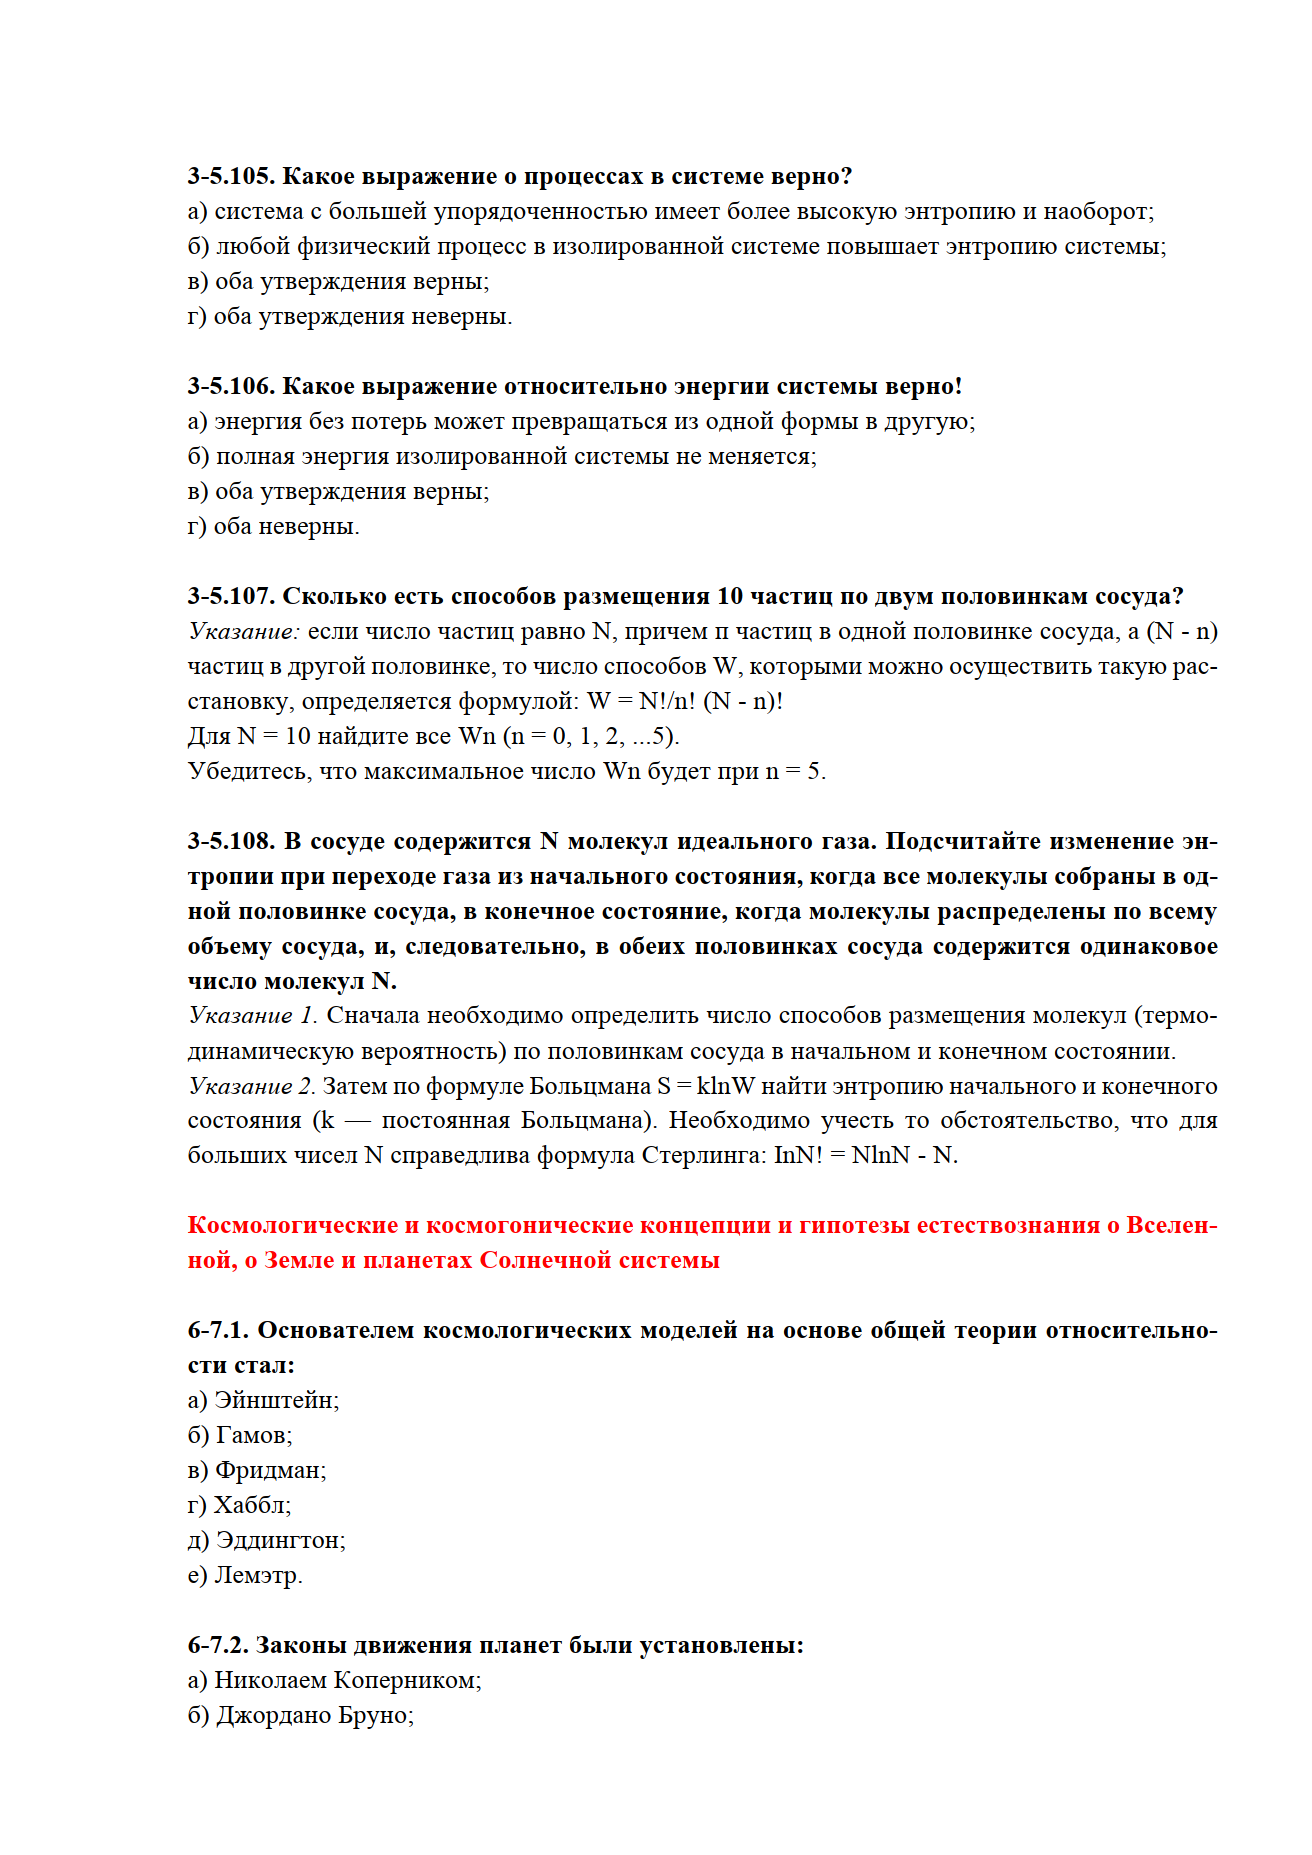 3-5.105. Какое выражение о процессах в системе верно?
а) система с большей упорядоченностью имеет более высокую энтропию и наоборот;
б) любой физический процесс в изолированной системе повышает энтропию системы;
в) оба утверждения верны;
г) оба утверждения неверны.
3-5.106. Какое выражение относительно энергии системы верно!
а) энергия без потерь может превращаться из одной формы в другую;
б) полная энергия изолированной системы не меняется;
в) оба утверждения верны;
г) оба неверны.
3-5.107. Сколько есть способов размещения 10 частиц по двум половинкам сосуда?
Указание: если число частиц равно N, причем п частиц в одной половинке сосуда, а (N - n)
частиц в другой половинке, то число способов W, которыми можно осуществить такую рас-
становку, определяется формулой: W = N!/n! (N - n)!
Для N = 10 найдите все Wn (n = 0, 1, 2, ...5).
Убедитесь, что максимальное число Wn будет при n = 5.
3-5.108. В сосуде содержится N молекул идеального газа. Подсчитайте изменение эн-
тропии при переходе газа из начального состояния, когда все молекулы собраны в од-
ной половинке сосуда, в конечное состояние, когда молекулы распределены по всему
объему сосуда, и, следовательно, в обеих половинках сосуда содержится одинаковое
число молекул N.
Указание 1. Сначала необходимо определить число способов размещения молекул (термо-
динамическую вероятность) по половинкам сосуда в начальном и конечном состоянии.
Указание 2. Затем по формуле Больцмана S = klnW найти энтропию начального и конечного
состояния (k — постоянная Больцмана). Необходимо учесть то обстоятельство, что для
больших чисел N справедлива формула Стерлинга: InN! = NlnN - N.
Космологические и космогонические концепции и гипотезы естествознания о Вселен-
ной, о Земле и планетах Солнечной системы
6-7.1. Основателем космологических моделей на основе общей теории относительно-
сти стал:
а) Эйнштейн;
б) Гамов;
в) Фридман;
г) Хаббл;
д) Эддингтон;
е) Лемэтр.
6-7.2. Законы движения планет были установлены:
а) Николаем Коперником;
б) Джордано Бруно;